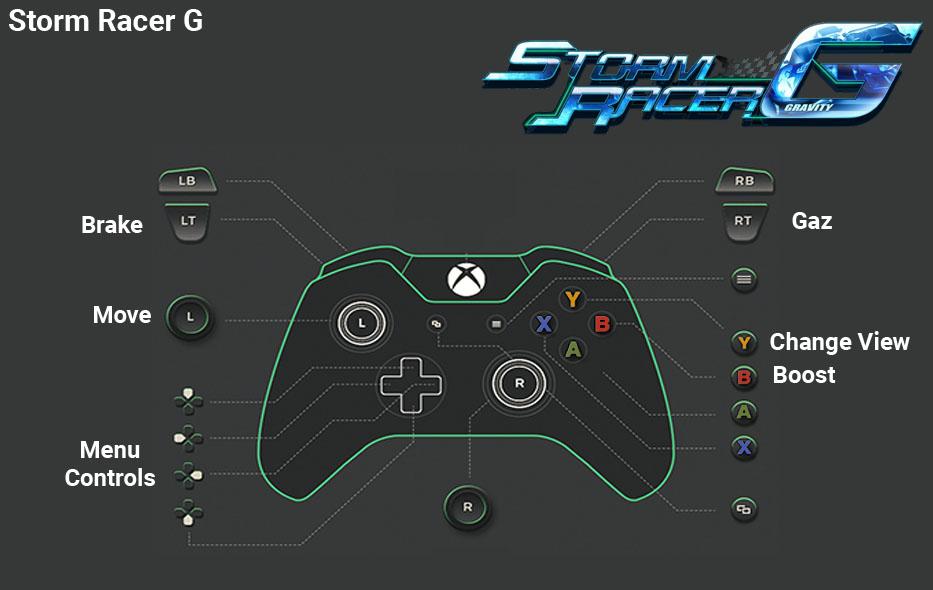 Storm Racer G
STORM
RACER G
GRAVITY
LB
RB
Brake
LT
RT
Gaz
Move
L
L
Y
X
B
A
Y
Change View
B
Boost
R
A
X
Menu
Controls
R